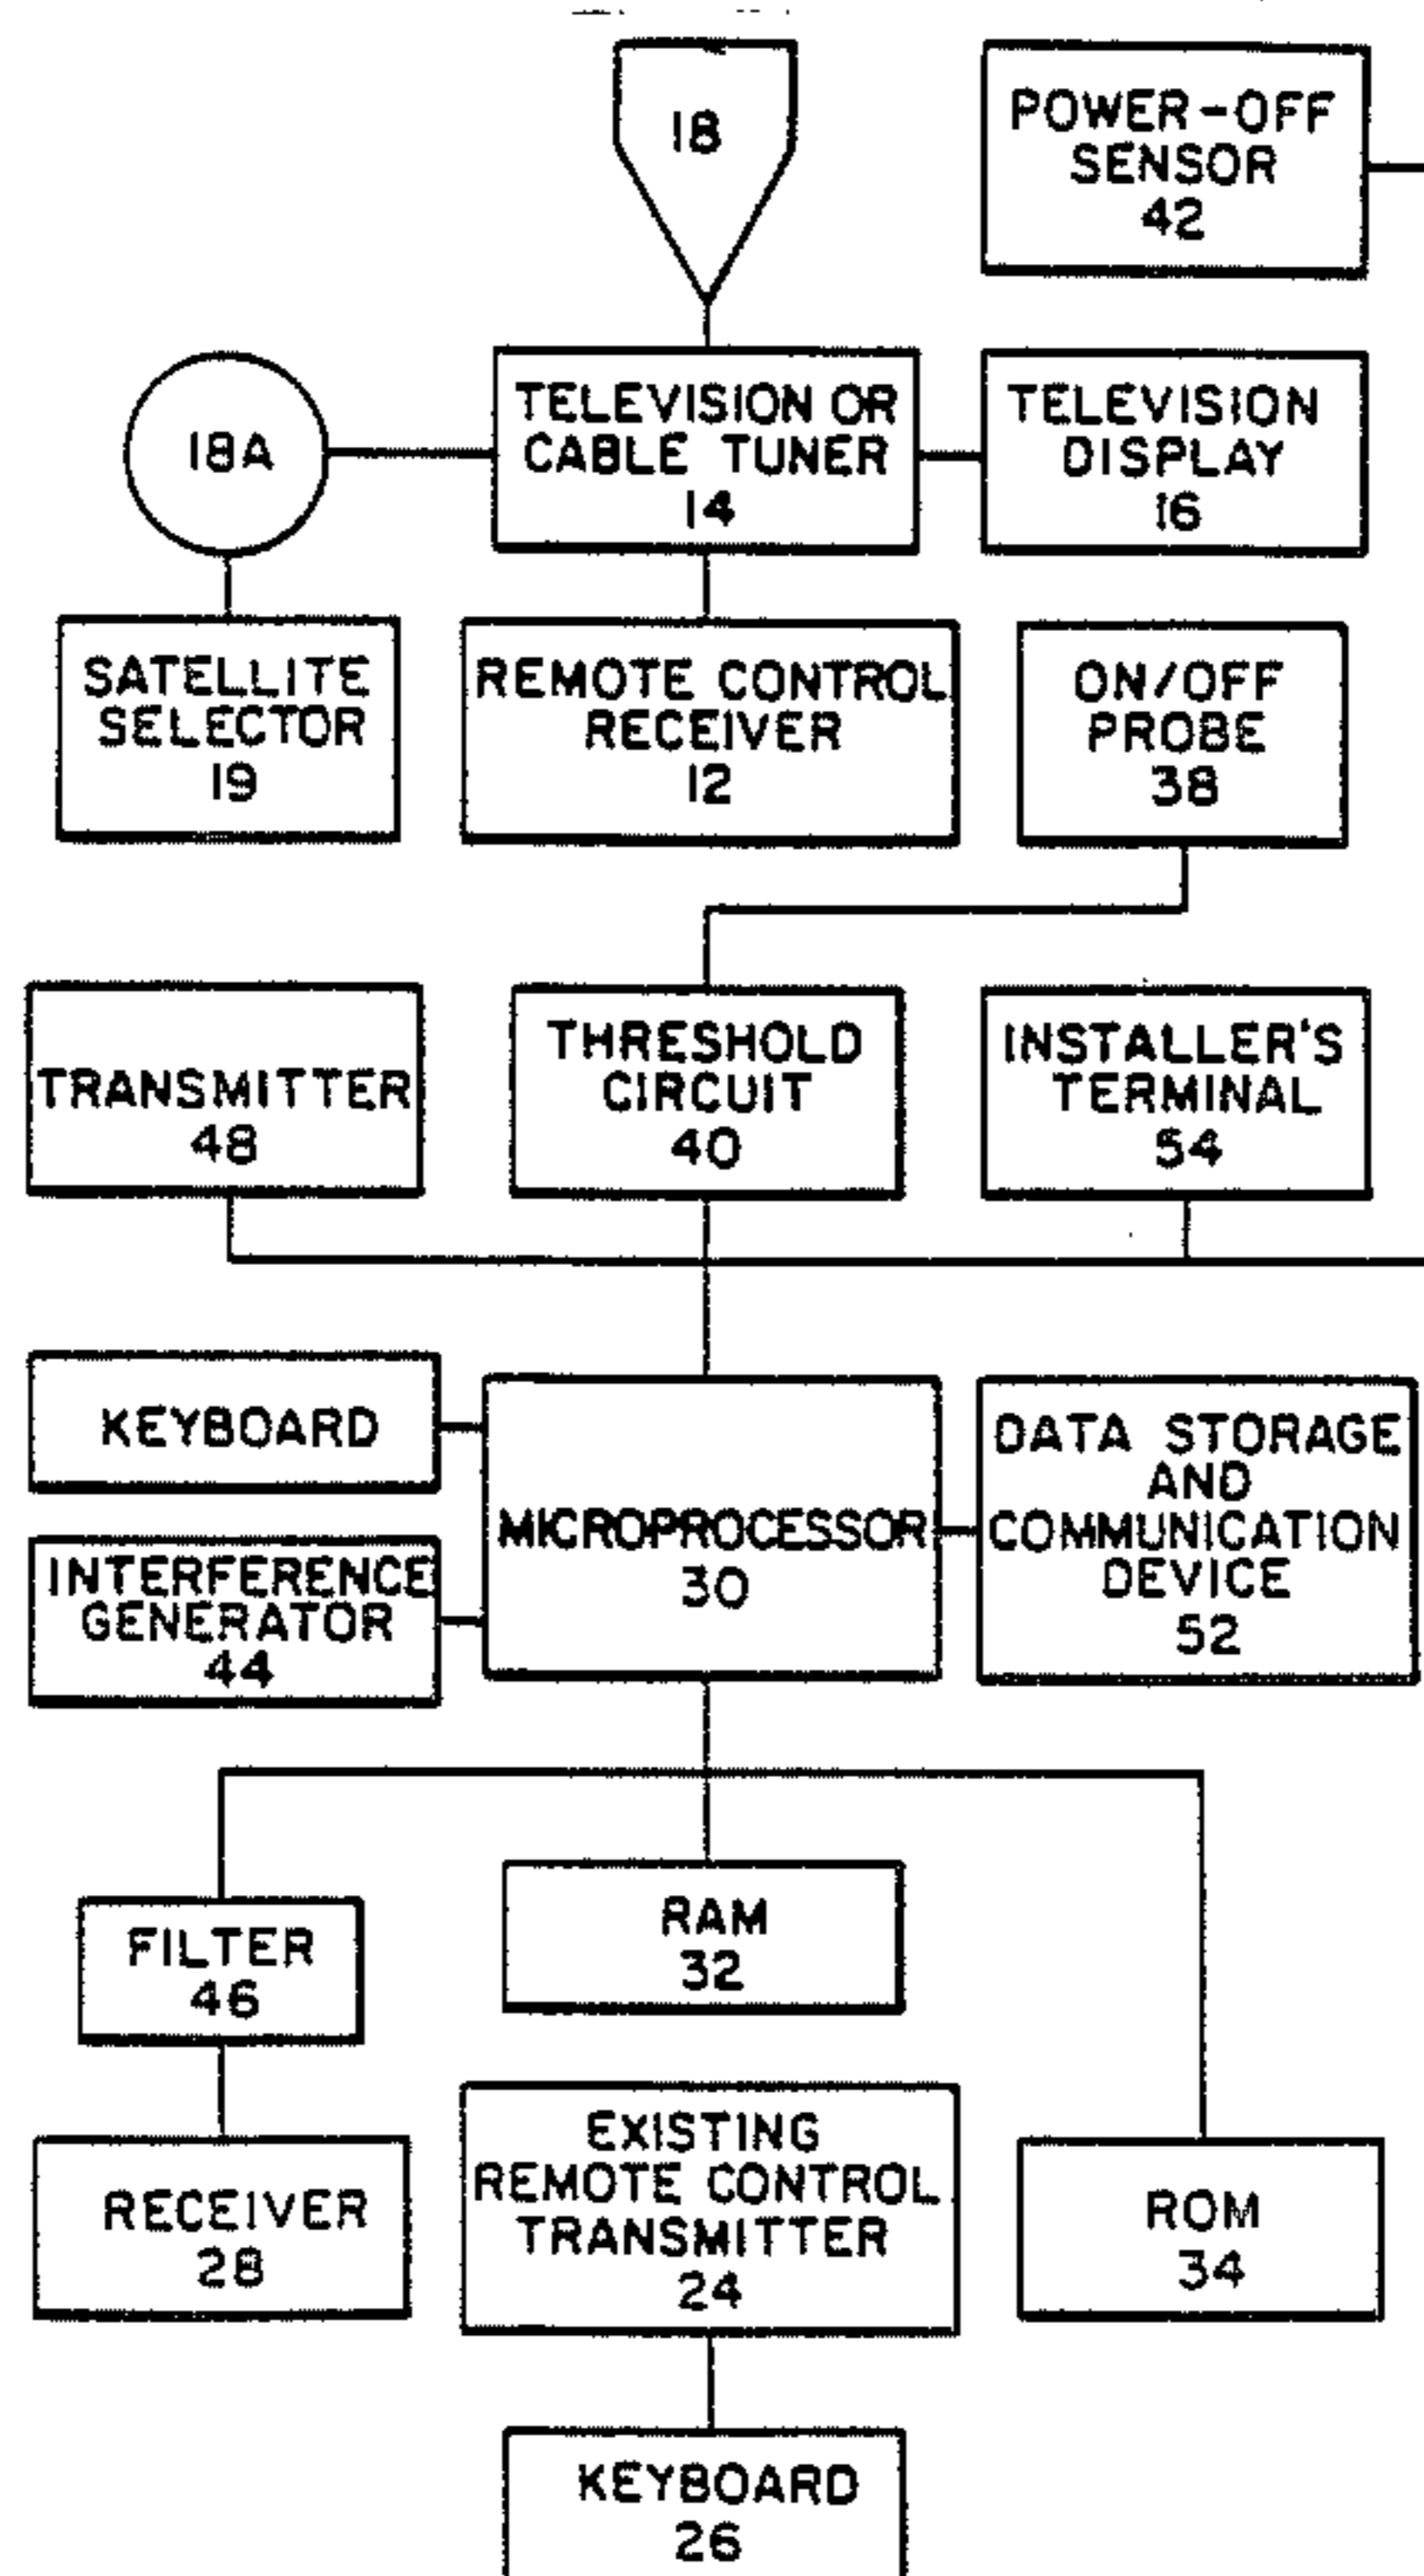 18
POWER-OFF
SENSOR
42
18A
TELEVISION OR
CABLE TUNER
14
TELEVISION
DISPLAY
16
SATELLITE
SELECTOR
19
REMOTE CONTROL
RECEIVER
12
ON/OFF
PROBE
38
TRANSMITTER
48
THRESHOLD
CIRCUIT
40
INSTALLER'S
TERMINAL
54
KEYBOARD
INTERFERENCE
GENERATOR
44
MICROPROCESSOR
30
DATA STORAGE
AND
COMMUNICATION
DEVICE
52
FILTER
46
RAM
32
RECEIVER
28
EXISTING
REMOTE CONTROL
TRANSMITTER
24
ROM
34
KEYBOARD
26